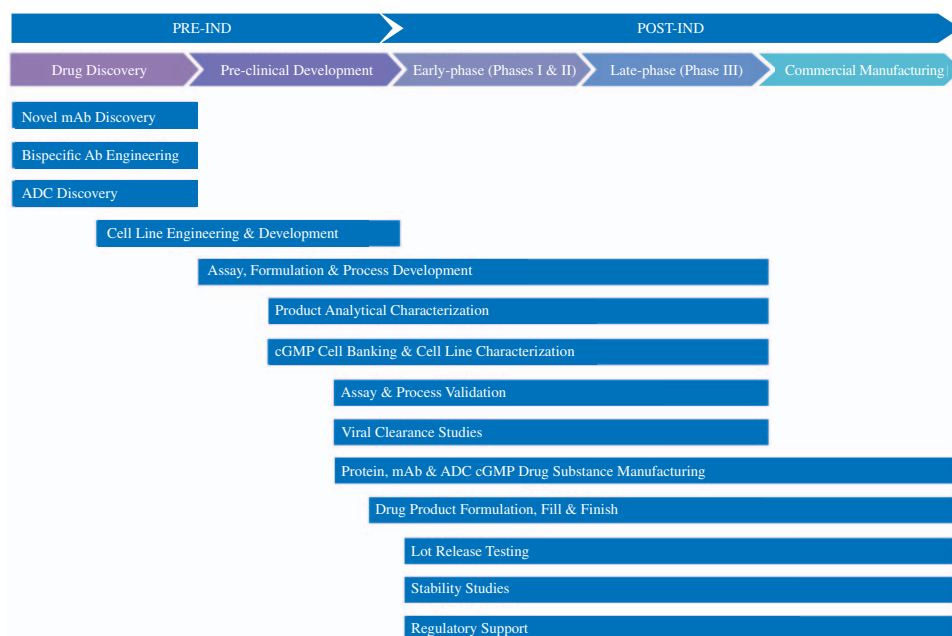 PRE-IND
POST-IND
Drug Discovery
Pre-clinical Development
Early-phase (Phases I & II)
Late-phase (Phase III)
Commercial Manufacturing
Novel mAb Discovery
Bispecific Ab Engineering
ADC Discovery
Cell Line Engineering & Development
Assay, Formulation & Process Development
Product Analytical Characterization
cGMP Cell Banking & Cell Line Characterization
Assay & Process Validation
Viral Clearance Studies
Protein, mAb & ADC cGMP Drug Substance Manufacturing
Drug Product Formulation, Fill & Finish
Lot Release Testing
Stability Studies
Regulatory Support